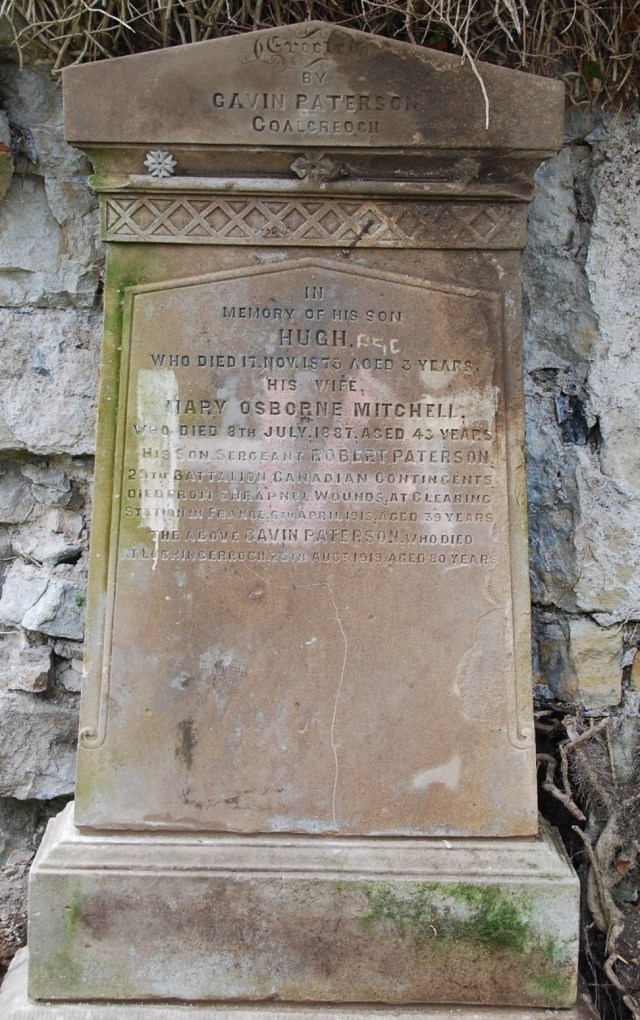 Erected
BY
GAVIN PATERSON
COALCREOCH
IN
MEMORY OF HIS SON
HUGH,
WHO DIED 17. NOV. 1873 AGED 3 YEARS.
HIS WIFE,
MARY OSBORNE MITCHELL,
WHO DIED 8TH JULY, 1887, AGED 43 YEARS
HIS SON, SERGEANT ROBERT PATERSON,
29TH BATTALION CANADIAN CONTINGENTS
DIED FROM SHRAPNEL WOUNDS, AT CLEARING
STATION IN FRANCE, 6TH APRIL 1916, AGED 39 YEARS
THE ABOVE GAVIN PATERSON, WHO DIED
AT 25TH AUGT 1919, AGED 80 YEARS